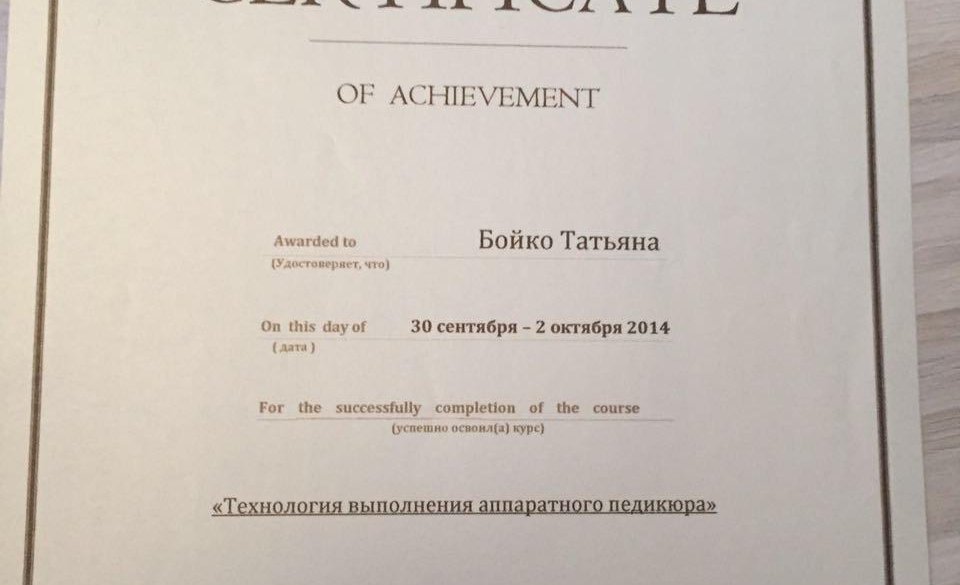 CERTIFICATE
OF ACHIEVEMENT
Awarded to Бойко Татьяна
(Удостоверяет, что)
On this day of 30 сентября – 2 октября 2014
( дата )
For the successfully completion of the course
(успешно освоил(а) курс)
«Технология выполнения аппаратного педикюра»